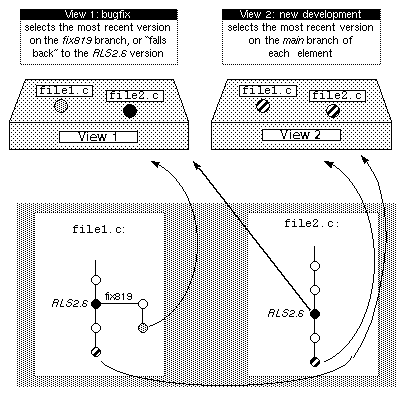 View 1: bugfix
selects the most recent version
on the fix819 branch, or "falls
back" to the RLS2.6 version
View 2: new development
selects the most recent version
on the main branch of
each element
file1.c
file2.c
View 1
file1.c
file2.c
View 2
file1.c:
fix819
RLS2.6
file2.c:
RLS2.6